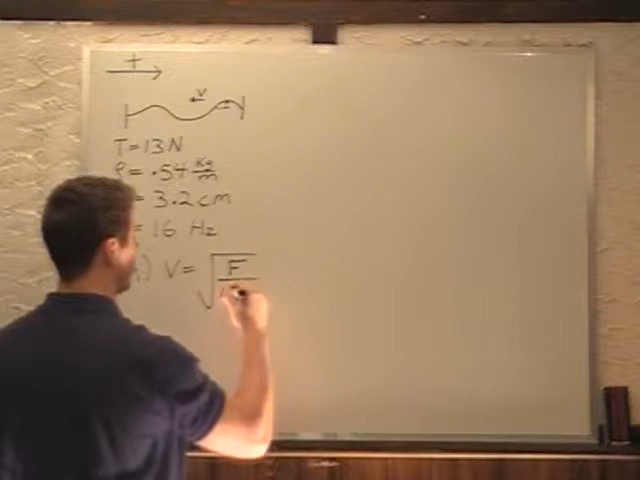 +
v
T = 13 N
ρ = .54 kg/m
= 3.2 cm
= 16 Hz
) V = √F